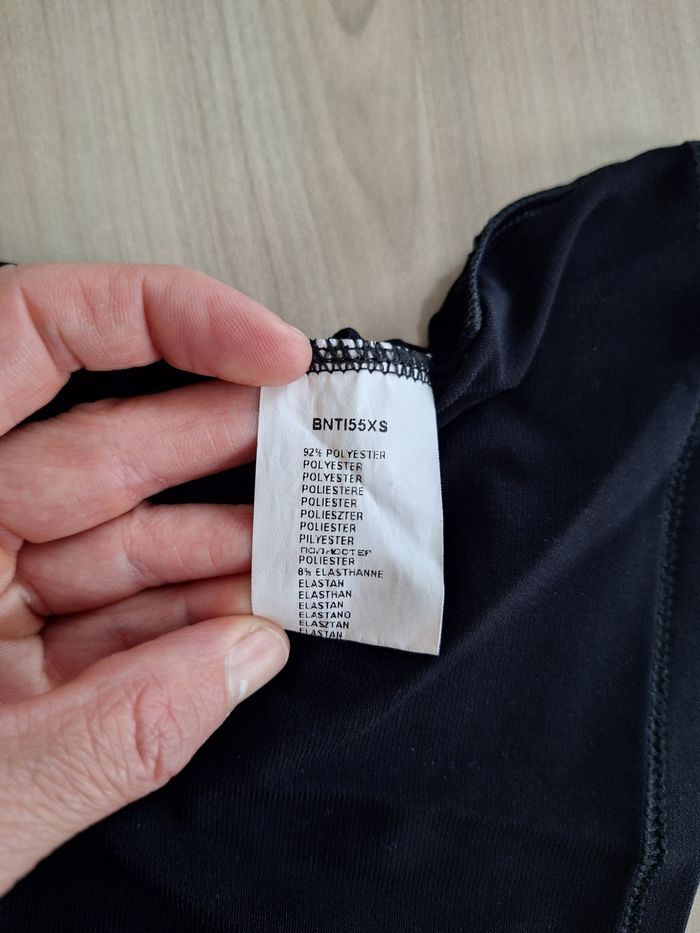 BNTI55XS
92% POLYESTER
POLYESTER
POLYESTER
POLIESTERE
POLIESTER
POLIESZTER
POLIESTER
PILYESTER
POLIESTER
8% ELASTHANNE
ELASTAN
ELASTHAN
ELASTAN
ELASTANO
ELASZTAN
ELASTAN